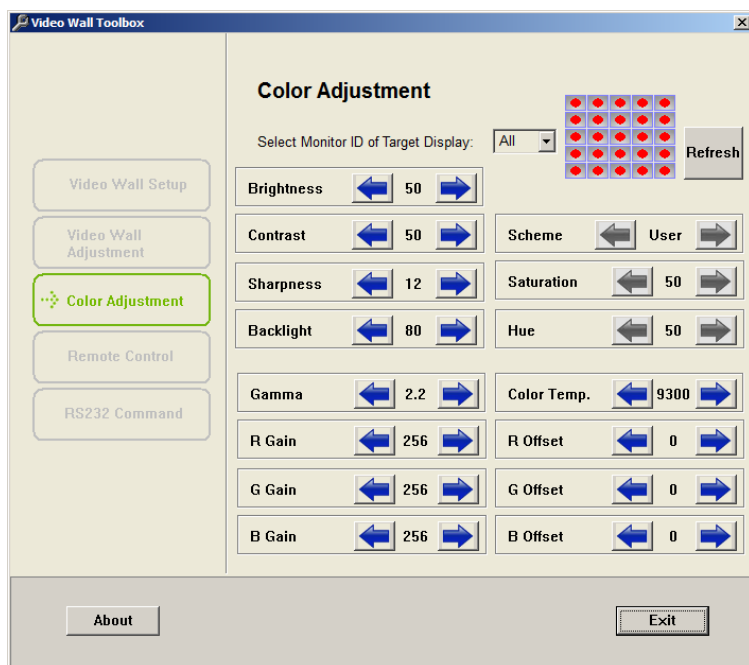 Video Wall Toolbox
Color Adjustment
Select Monitor ID of Target Display: All
Refresh
Video Wall Setup
Video Wall
Adjustment
Color Adjustment
Remote Control
RS232 Command
Brightness 50
Contrast 50 Scheme User
Sharpness 12 Saturation 50
Backlight 80 Hue 50
Gamma 2.2 Color Temp. 9300
R Gain 256 R Offset 0
G Gain 256 G Offset 0
B Gain 256 B Offset 0
About Exit